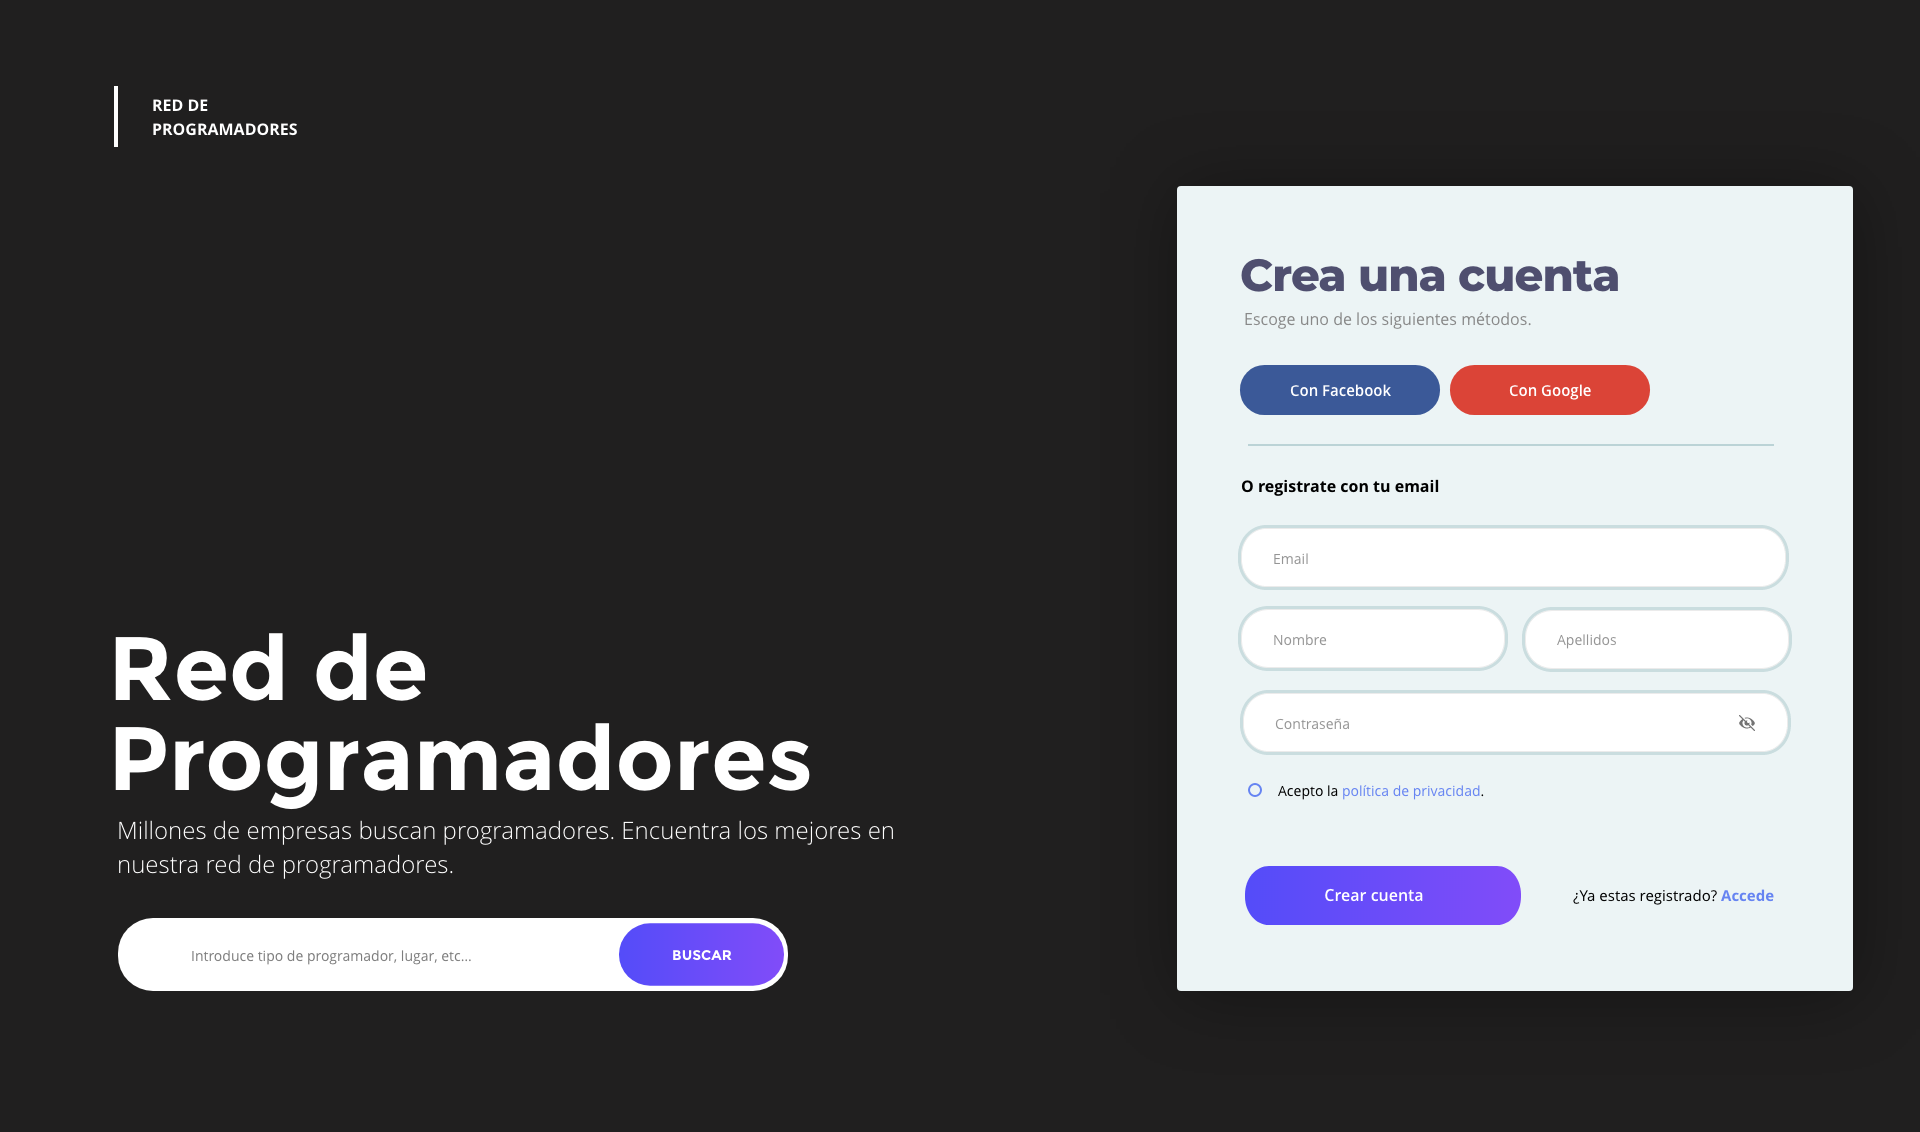 RED DE
PROGRAMADORES
Red de
Programadores
Millones de empresas buscan programadores. Encuentra los mejores en
nuestra red de programadores.
Introduce tipo de programador, lugar, etc...
BUSCAR
Crea una cuenta
Escoge uno de los siguientes métodos.
Con Facebook
Con Google
O registrate con tu email
Email
Nombre
Apellidos
Contraseña
Acepto la política de privacidad.
Crear cuenta
¿Ya estas registrado? Accede